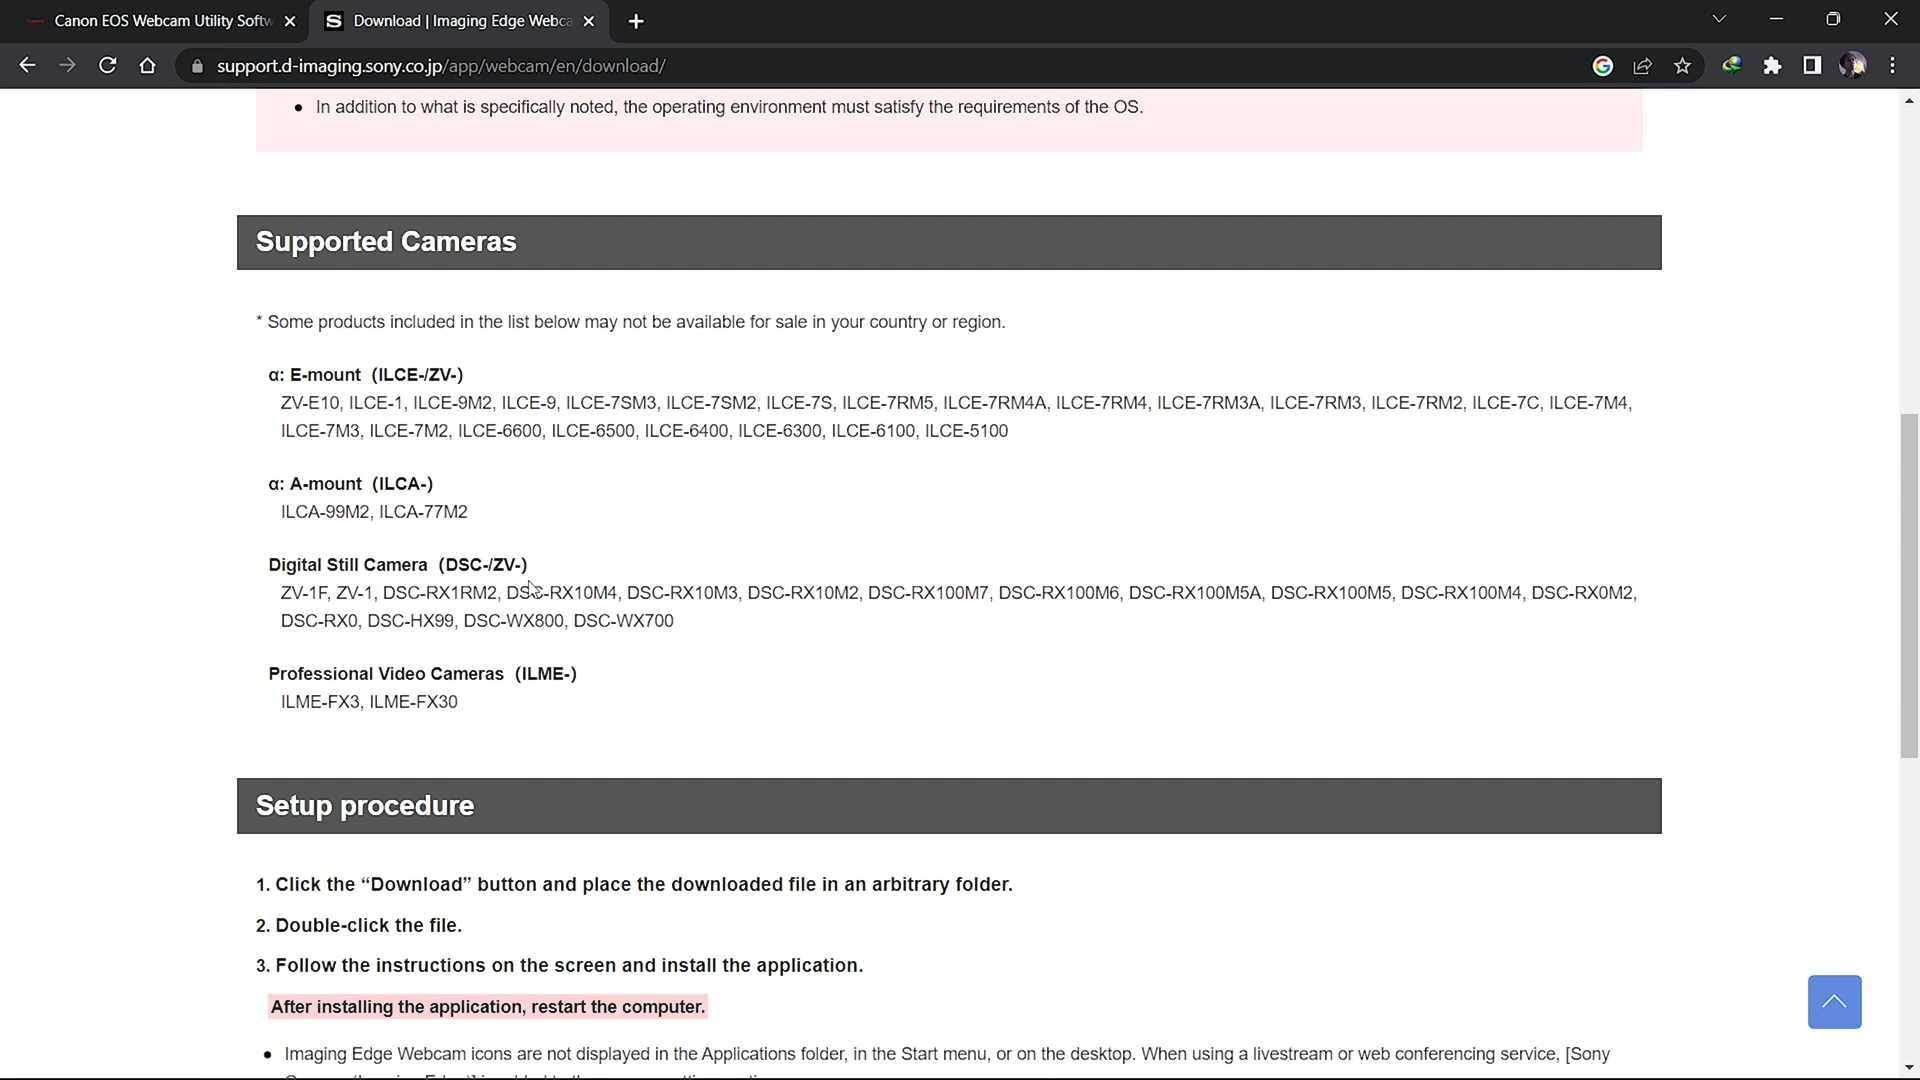 Canon EOS Webcam Utility Softw
Download | Imaging Edge Webca
support.d-imaging.sony.co.jp/app/webcam/en/download/
• In addition to what is specifically noted, the operating environment must satisfy the requirements of the OS.
Supported Cameras
* Some products included in the list below may not be available for sale in your country or region.
α: E-mount (ILCE-/ZV-)
ZV-E10, ILCE-1, ILCE-9M2, ILCE-9, ILCE-7SM3, ILCE-7SM2, ILCE-7S, ILCE-7RM5, ILCE-7RM4A, ILCE-7RM4, ILCE-7RM3A, ILCE-7RM3, ILCE-7RM2, ILCE-7C, ILCE-7M4,
ILCE-7M3, ILCE-7M2, ILCE-6600, ILCE-6500, ILCE-6400, ILCE-6300, ILCE-6100, ILCE-5100
α: A-mount (ILCA-)
ILCA-99M2, ILCA-77M2
Digital Still Camera (DSC-/ZV-)
ZV-1F, ZV-1, DSC-RX1RM2, DSC-RX10M4, DSC-RX10M3, DSC-RX10M2, DSC-RX100M7, DSC-RX100M6, DSC-RX100M5A, DSC-RX100M5, DSC-RX100M4, DSC-RX0M2,
DSC-RX0, DSC-HX99, DSC-WX800, DSC-WX700
Professional Video Cameras (ILME-)
ILME-FX3, ILME-FX30
Setup procedure
1. Click the “Download” button and place the downloaded file in an arbitrary folder.
2. Double-click the file.
3. Follow the instructions on the screen and install the application.
After installing the application, restart the computer.
• Imaging Edge Webcam icons are not displayed in the Applications folder, in the Start menu, or on the desktop. When using a livestream or web conferencing service, [Sony